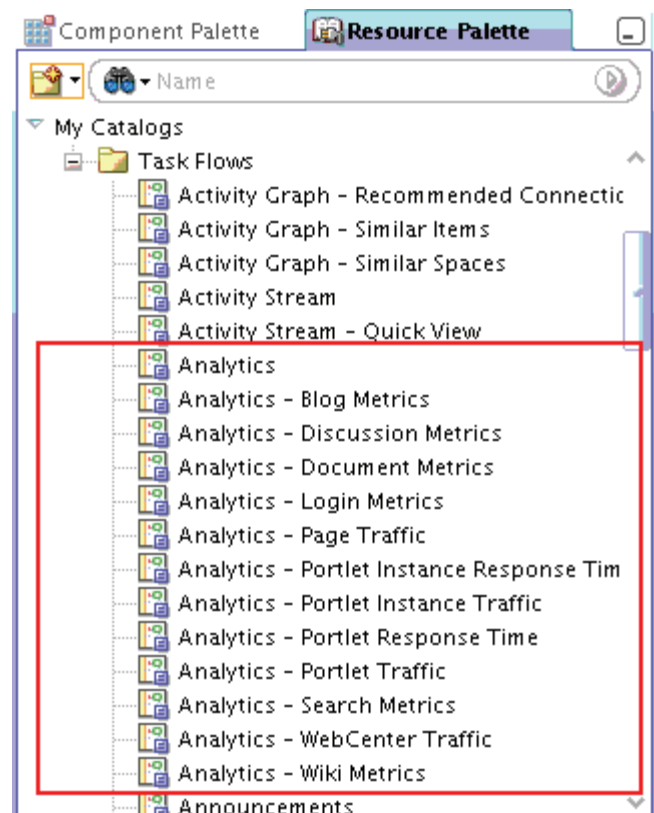 Component Palette Resource Palette
Name
My Catalogs
Task Flows
Activity Graph - Recommended Connectic
Activity Graph - Similar Items
Activity Graph - Similar Spaces
Activity Stream
Activity Stream - Quick View
Analytics
Analytics - Blog Metrics
Analytics - Discussion Metrics
Analytics - Document Metrics
Analytics - Login Metrics
Analytics - Page Traffic
Analytics - Portlet Instance Response Tim
Analytics - Portlet Instance Traffic
Analytics - Portlet Response Time
Analytics - Portlet Traffic
Analytics - Search Metrics
Analytics - WebCenter Traffic
Analytics - Wiki Metrics
Announcements